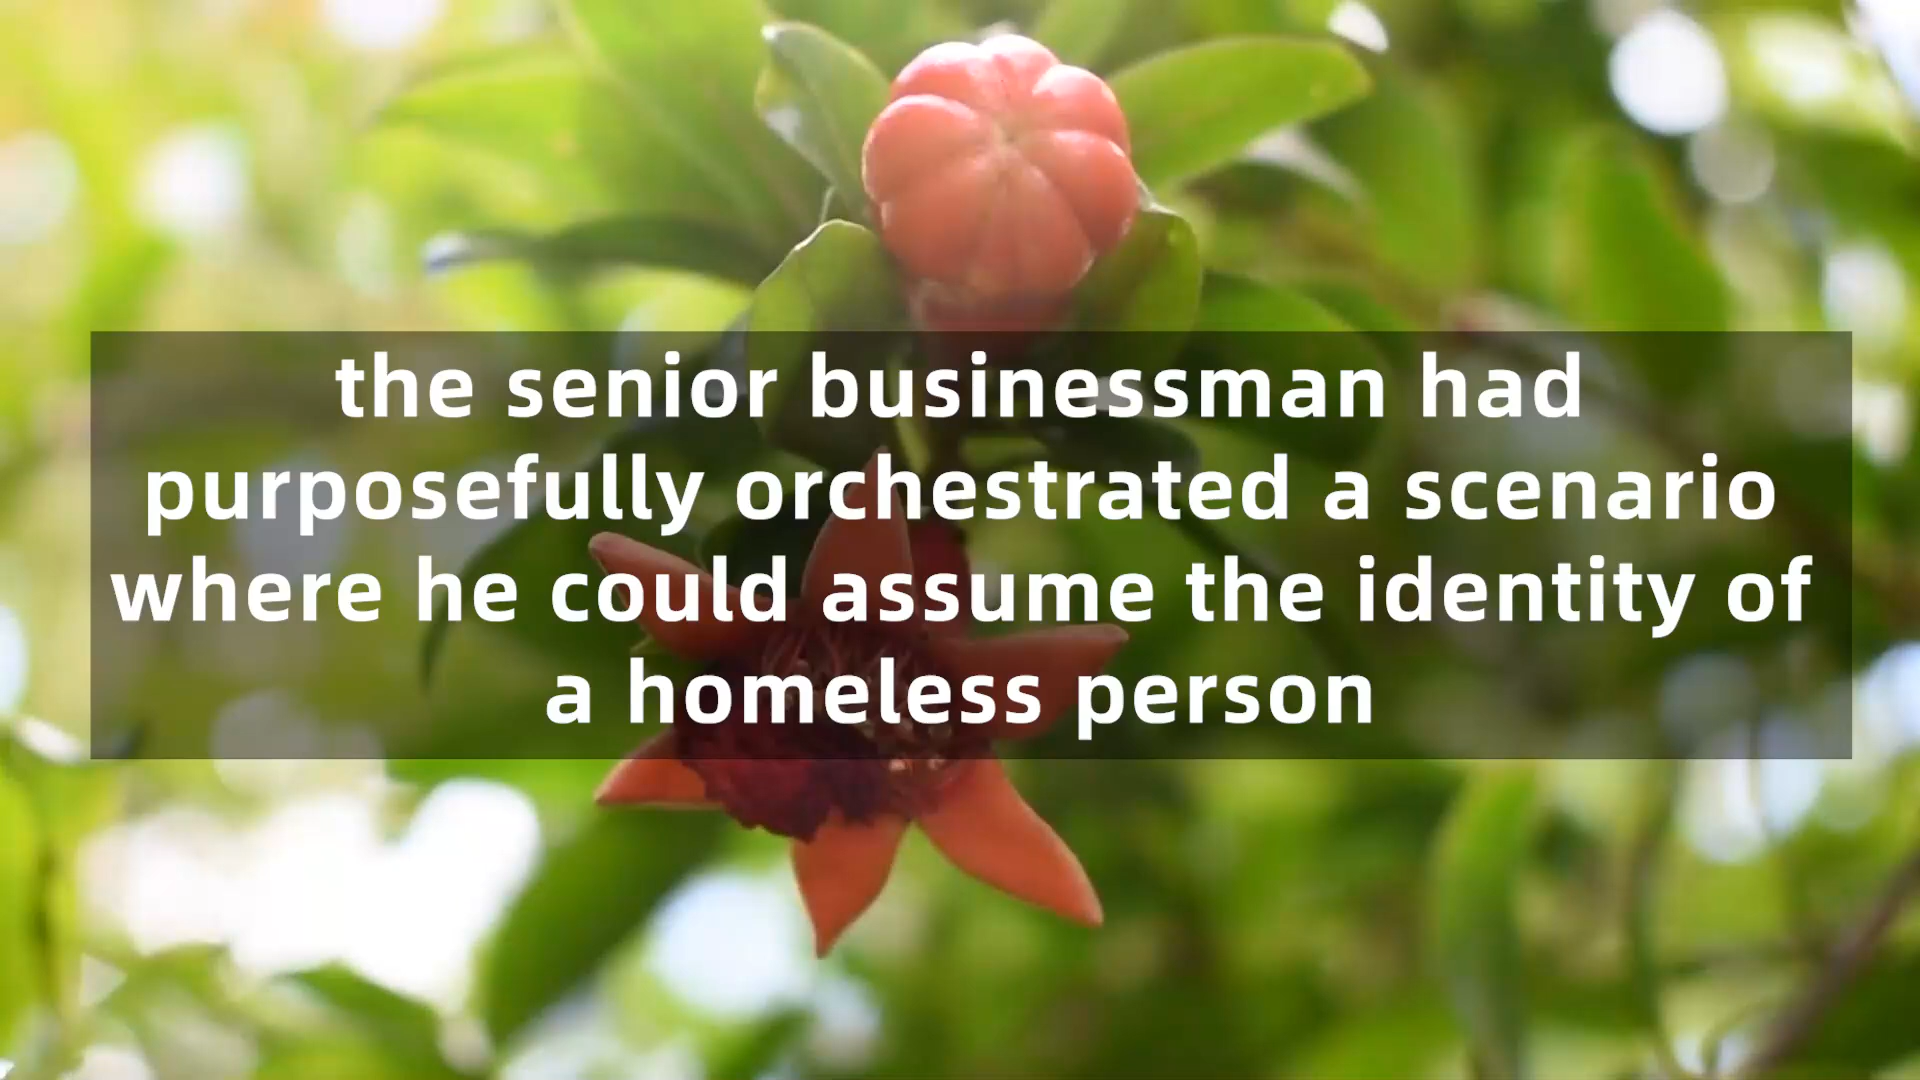 the senior businessman had
purposefully orchestrated a scenario
where he could assume the identity of
a homeless person